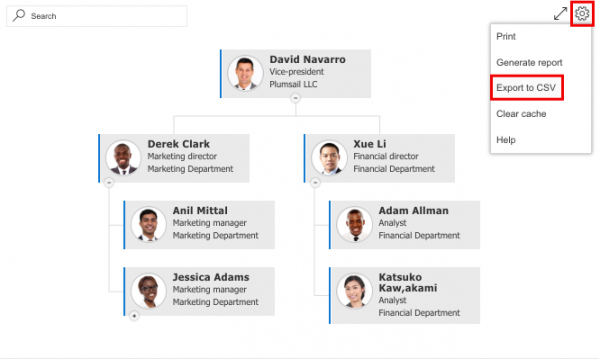 Search
Print
Generate report
Export to CSV
Clear cache
Help
David Navarro
Vice-president
Plumsail LLC
Derek Clark
Marketing director
Marketing Department
Xue Li
Financial director
Financial Department
Anil Mittal
Marketing manager
Marketing Department
Adam Allman
Analyst
Financial Department
Jessica Adams
Marketing manager
Marketing Department
Katsuko
Kaw,akami
Analyst
Financial Department